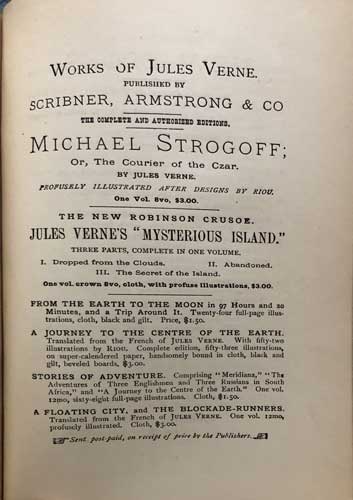 WORKS OF JULES VERNE.
PUBLISHED BY
SCRIBNER, ARMSTRONG & CO
THE COMPLETE AND AUTHORISED EDITIONS.
MICHAEL STROGOFF;
Or, The Courier of the Czar.
BY JULES VERNE.
PROFUSELY ILLUSTRATED AFTER DESIGNS BY RIOU.
One Vol. 8vo, $3.00.
THE NEW ROBINSON CRUSOE.
JULES VERNE'S "MYSTERIOUS ISLAND."
THREE PARTS, COMPLETE IN ONE VOLUME.
I. Dropped from the Clouds. II. Abandoned.
III. The Secret of the Island.
One vol. crown 8vo, cloth, with profuse Illustrations, $3.00.
FROM THE EARTH TO THE MOON in 97 Hours and 20
Minutes, and a Trip Around It. Twenty-four full-page illus-
trations, cloth, black and gilt. Price, $1.50.
A JOURNEY TO THE CENTRE OF THE EARTH.
Translated from the French of JULES VERNE. With fifty-two
illustrations by RIOU. Complete edition, fifty-three illustrations,
on super-calendered paper, handsomely bound in cloth, black and
gilt, beveled boards, $3.00.
STORIES OF ADVENTURE. Comprising "Meridiana," "The
Adventures of Three Englishmen and Three Russians in South
Africa," and "A Journey to the Centre of the Earth." One vol.
12mo, sixty-eight full-page illustrations. Cloth, $1.50.
A FLOATING CITY, and THE BLOCKADE-RUNNERS.
Translated from the French of JULES VERNE. One vol. 12mo,
profusely illustrated. Cloth, $3.00.
Sent, post-paid, on receipt of price by the Publishers.